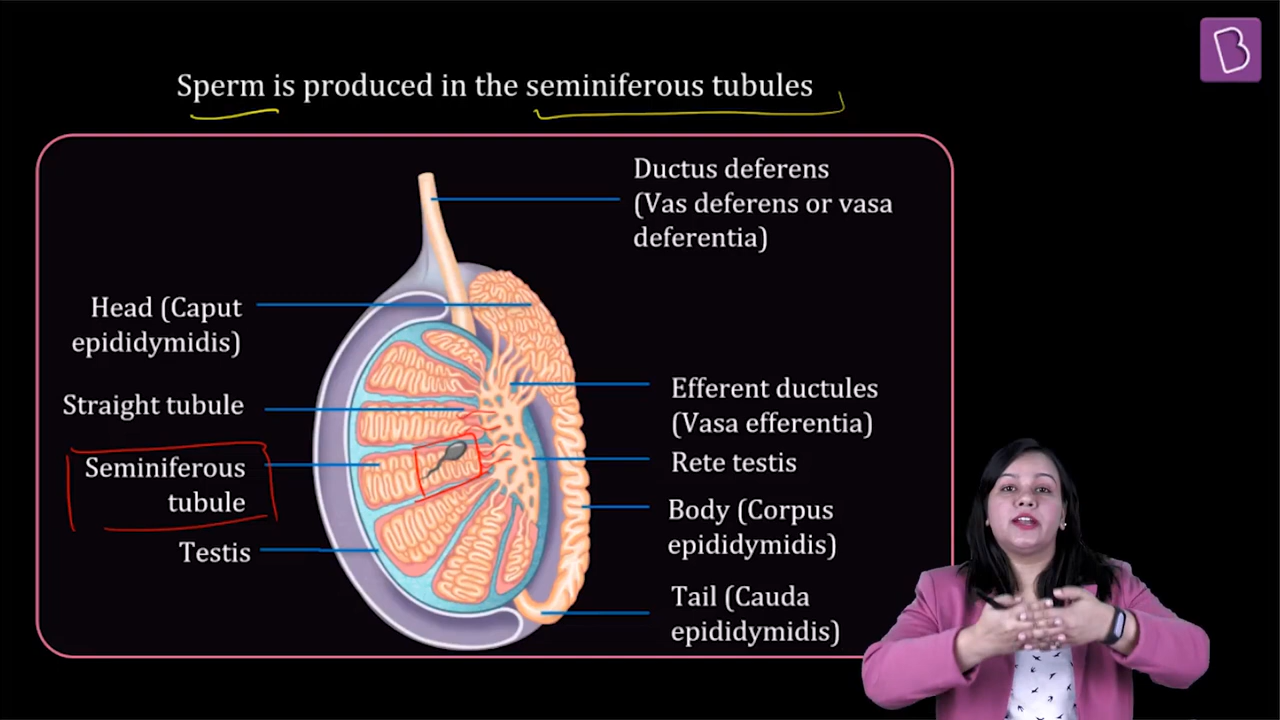 Sperm is produced in the seminiferous tubules
Ductus deferens
(Vas deferens or vasa
deferentia)
Head (Caput
epididymidis)
Straight tubule
Seminiferous
tubule
Testis
Efferent ductules
(Vasa efferentia)
Rete testis
Body (Corpus
epididymidis)
Tail (Cauda
epididymidis)
B